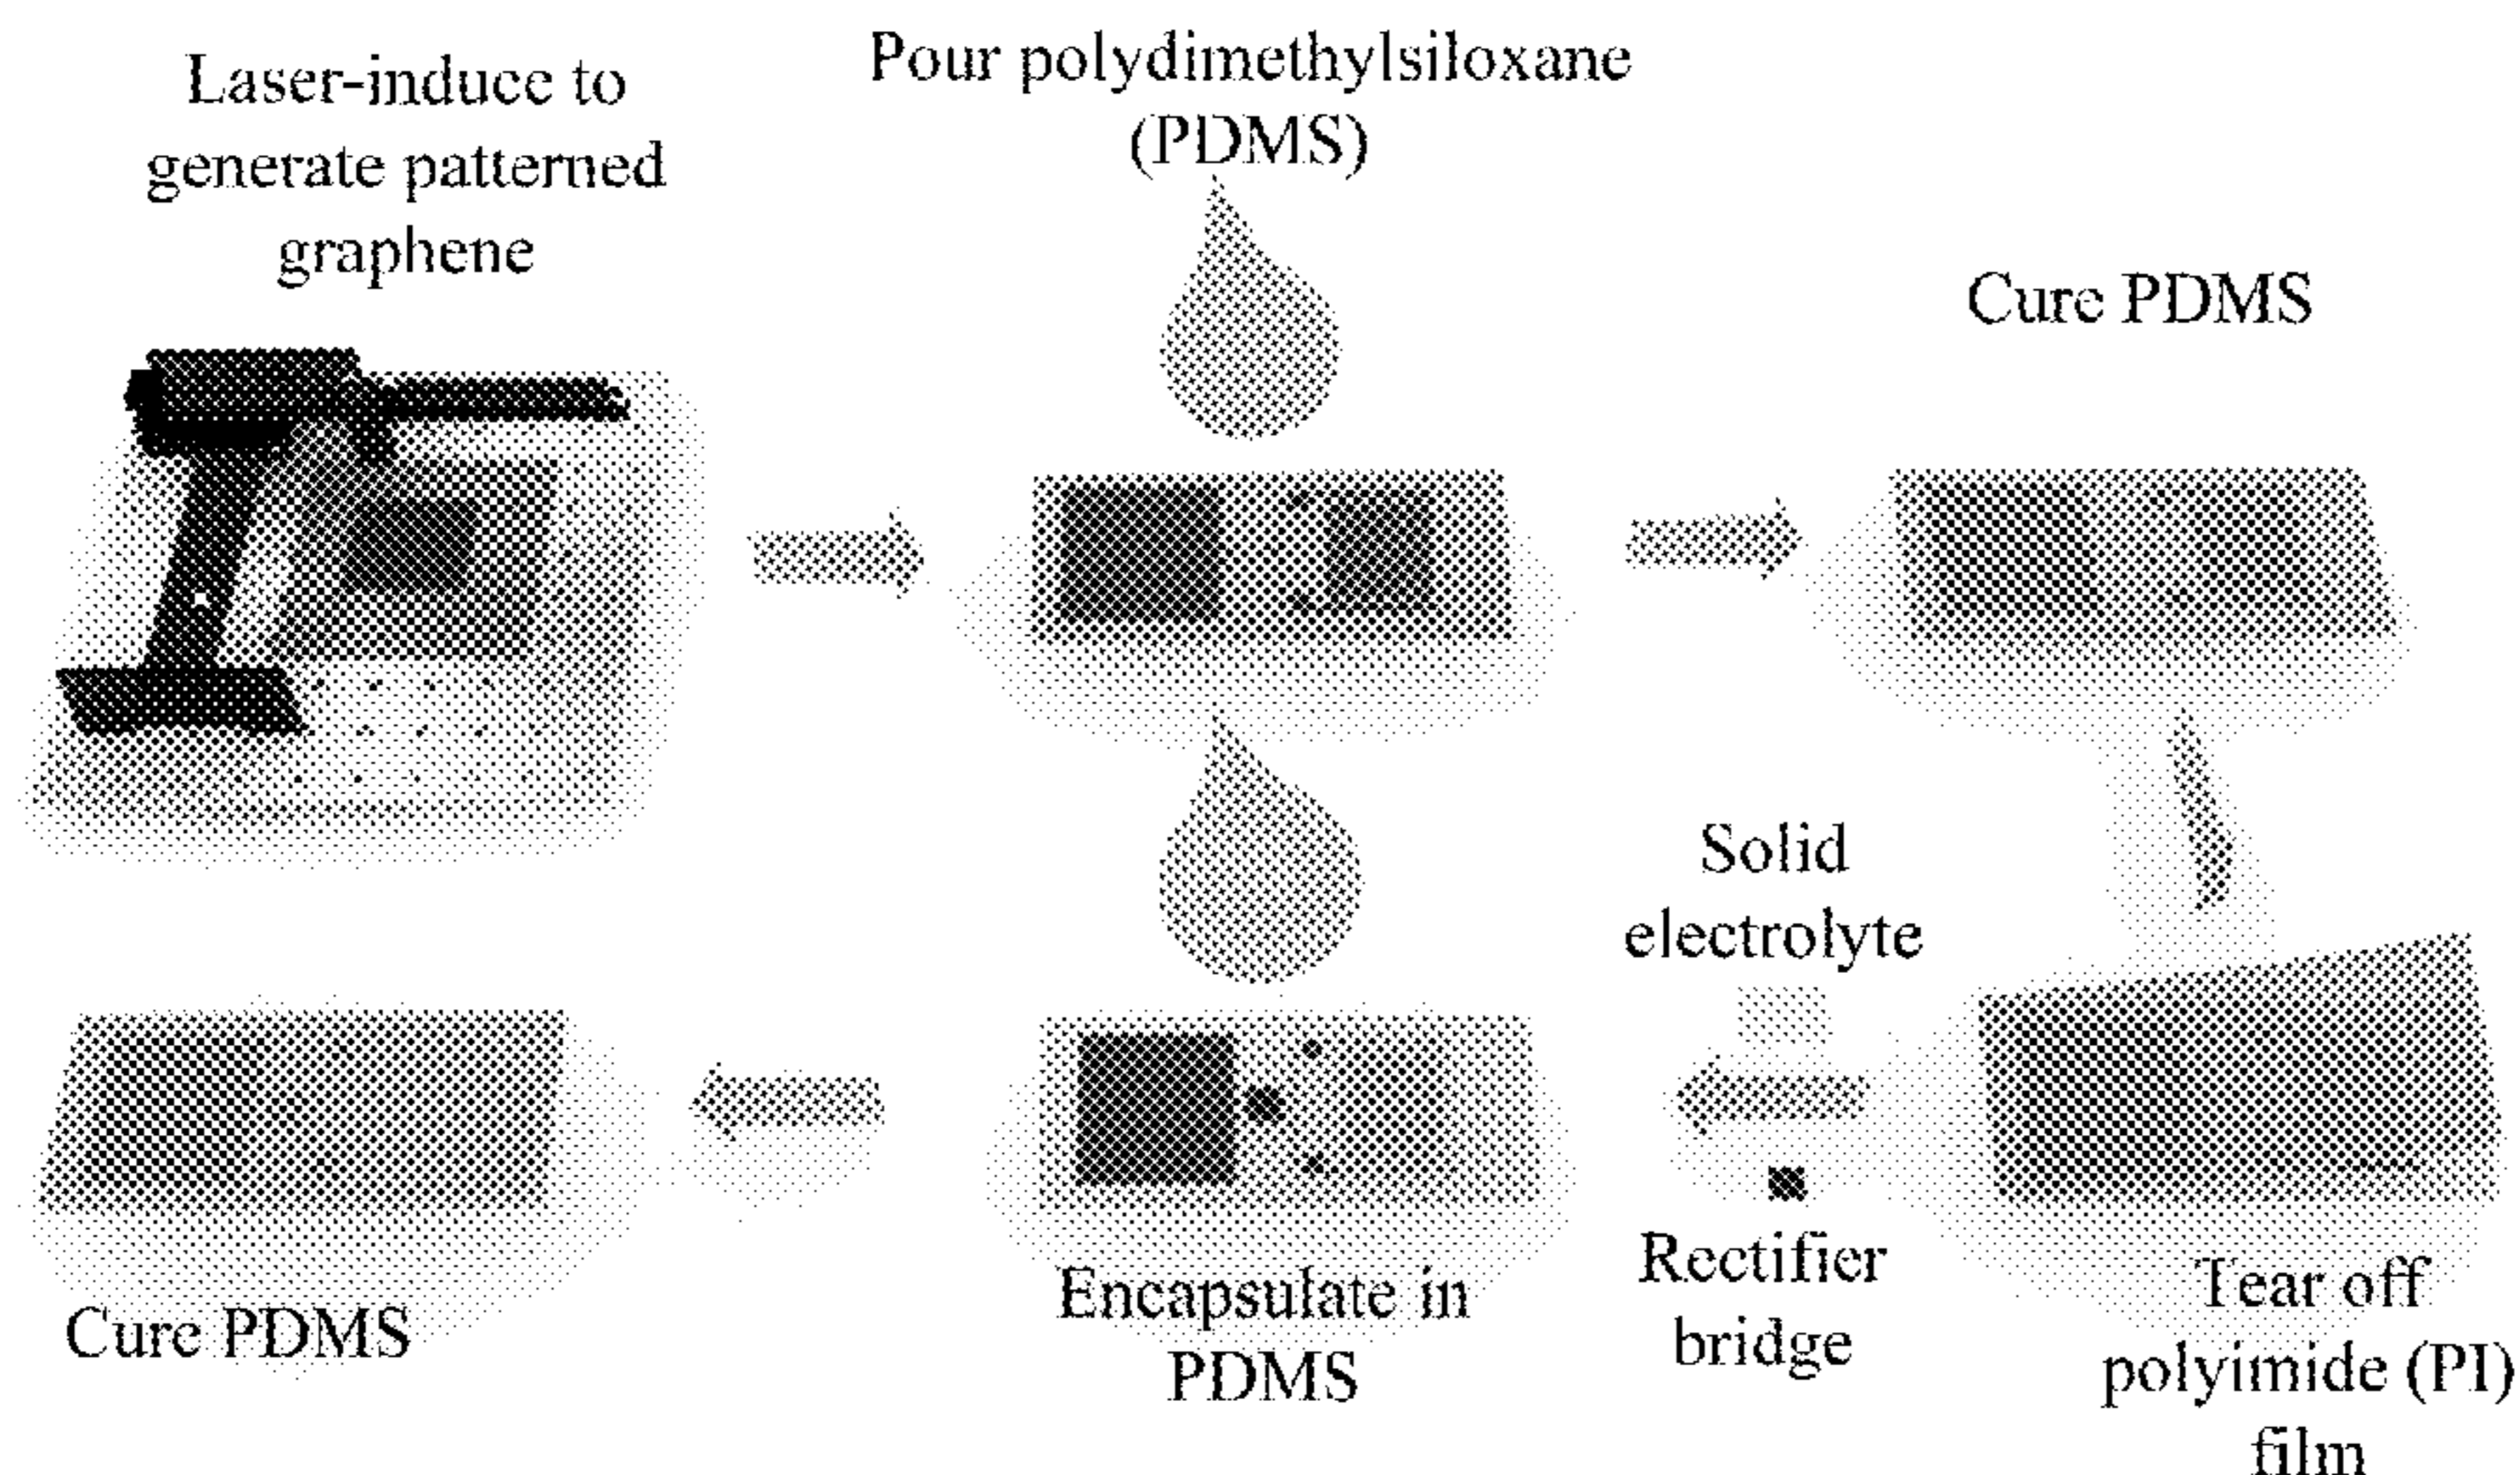 Laser-induce to
generate patterned
graphene
Pour polydimethylsiloxane
(PDMS)
Cure PDMS
Solid
electrolyte
Rectifier
bridge
Tear off
polyimide (PI)
film
Encapsulate in
PDMS
Cure PDMS